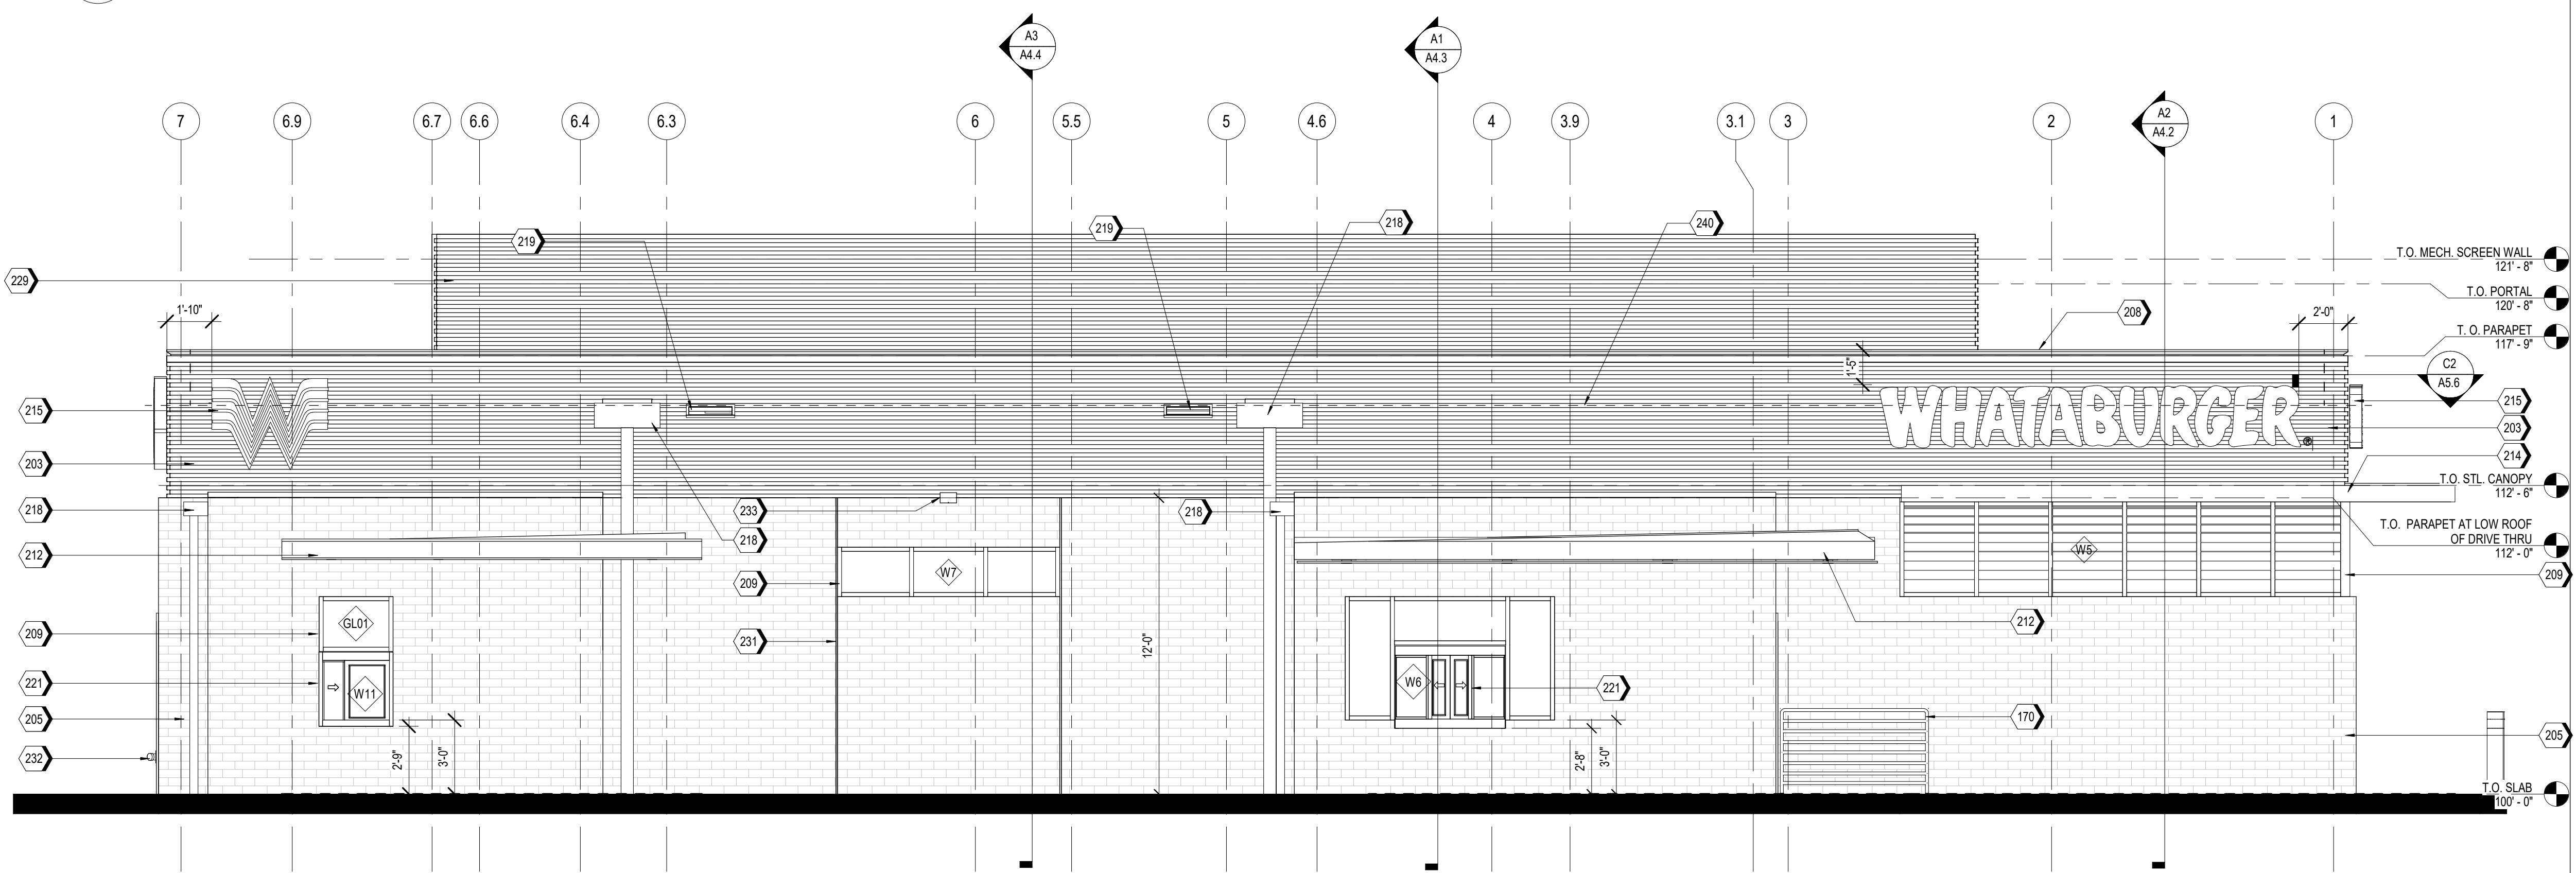 A3
A4.4
A1
A4.3
A2
A4.2
7
6.9
6.7
6.6
6.4
6.3
6
5.5
5
4.6
4
3.9
3.1
3
2
1
219
219
218
240
229
T.O. MECH. SCREEN WALL
121' - 8"
T.O. PORTAL
120' - 8"
1'-10"
208
2'-0"
T. O. PARAPET
117' - 9"
1'-5"
C2
A5.6
215
W
WHATABURGER®
215
203
203
214
T.O. STL. CANOPY
112' - 6"
218
233
218
218
T.O. PARAPET AT LOW ROOF
OF DRIVE THRU
112' - 0"
212
W5
209
W7
209
209
GL01
231
12'-0"
212
221
W11
W6
221
205
170
205
232
2'-9"
3'-0"
2'-8"
3'-0"
T.O. SLAB
100' - 0"